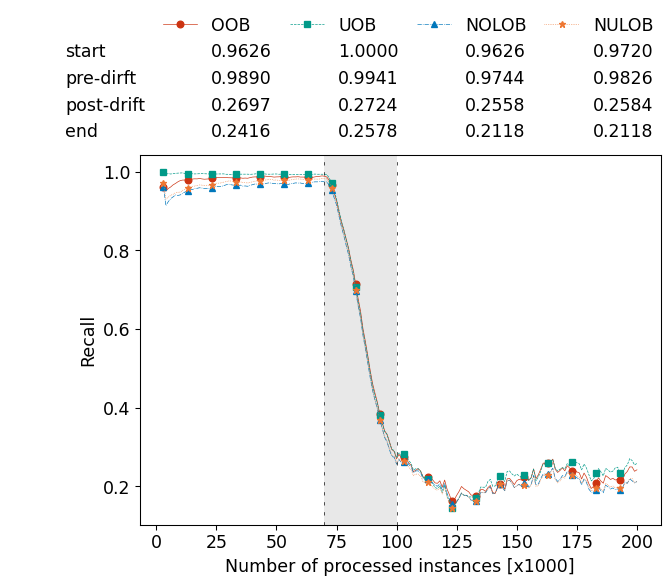 OOB UOB NOLOB NULOB
start 0.9626 1.0000 0.9626 0.9720
pre-dirft 0.9890 0.9941 0.9744 0.9826
post-drift 0.2697 0.2724 0.2558 0.2584
end 0.2416 0.2578 0.2118 0.2118
1.0
0.8
0.6
0.4
0.2
Recall
0 25 50 75 100 125 150 175 200
Number of processed instances [x1000]